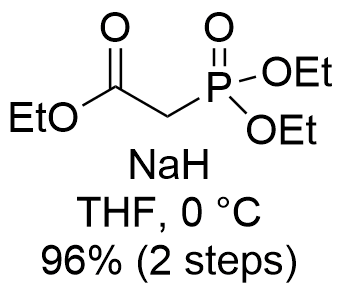 O O
EtO P OEt
OEt
NaH
THF, 0 °C
96% (2 steps)